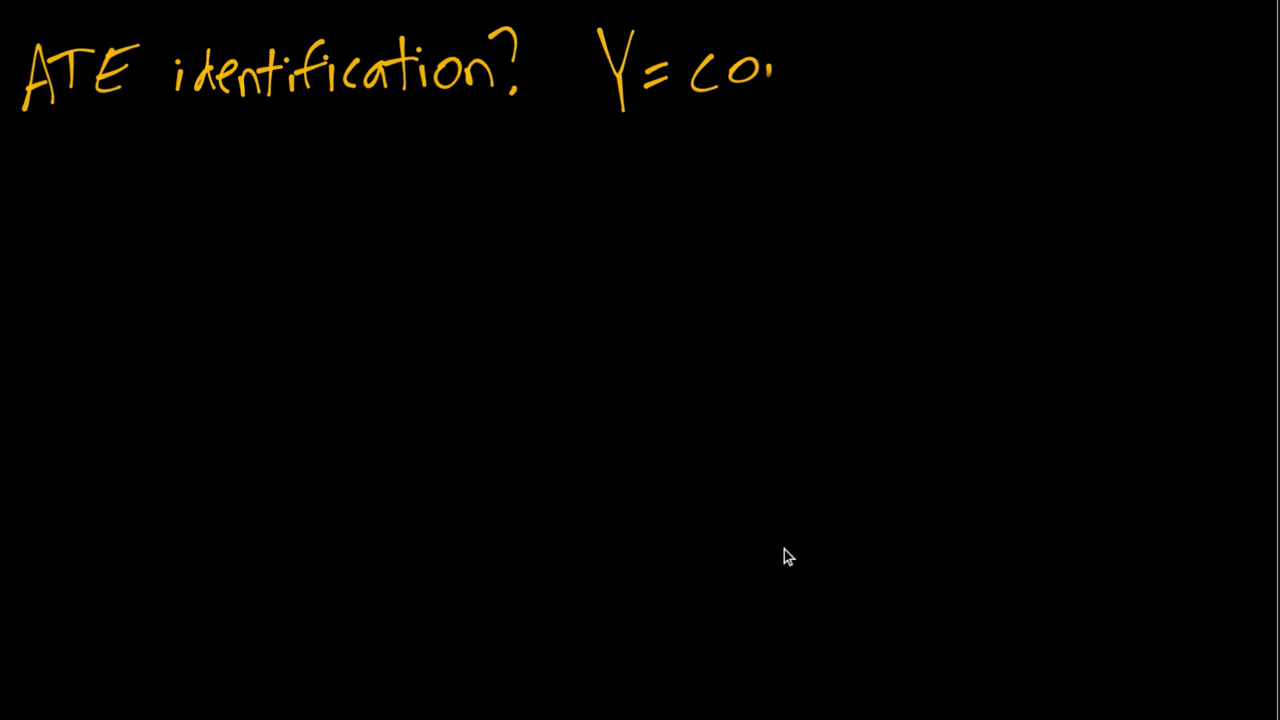 ATE identification? Y = co